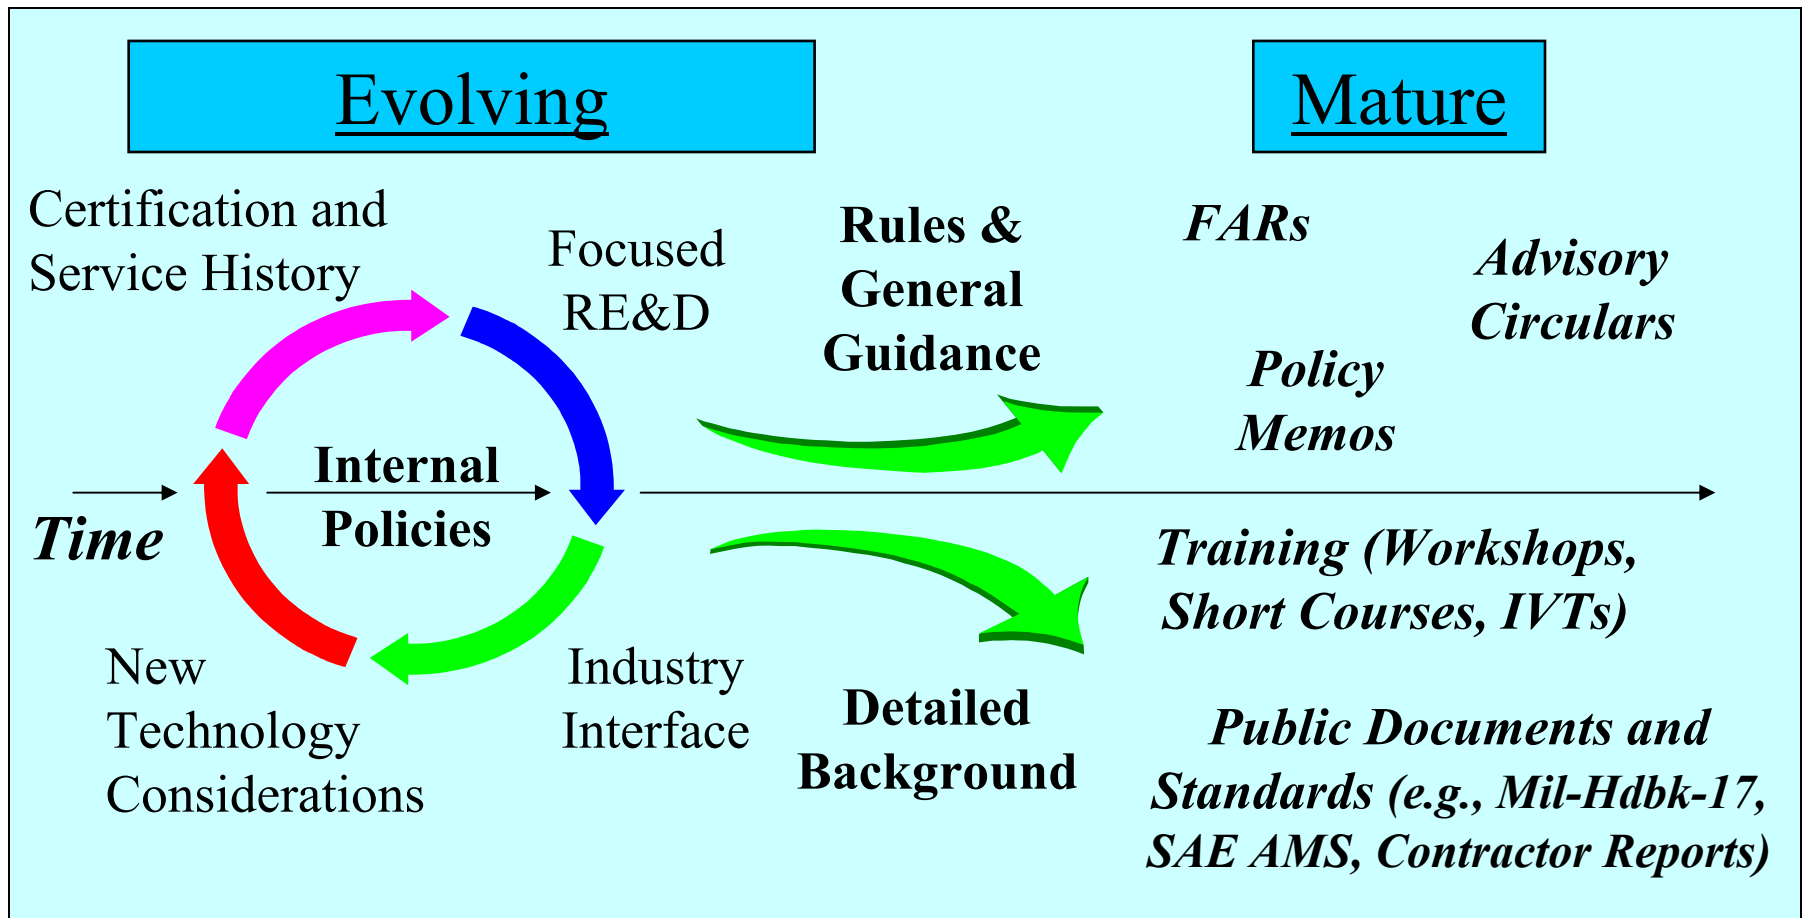 Evolving
Mature
Certification and
Service History
Focused
RE&D
Rules &
General
Guidance
FARs
Advisory
Circulars
Policy
Memos
Internal
Policies
Time
Training (Workshops,
Short Courses, IVTs)
New
Technology
Considerations
Industry
Interface
Detailed
Background
Public Documents and
Standards (e.g., Mil-Hdbk-17,
SAE AMS, Contractor Reports)